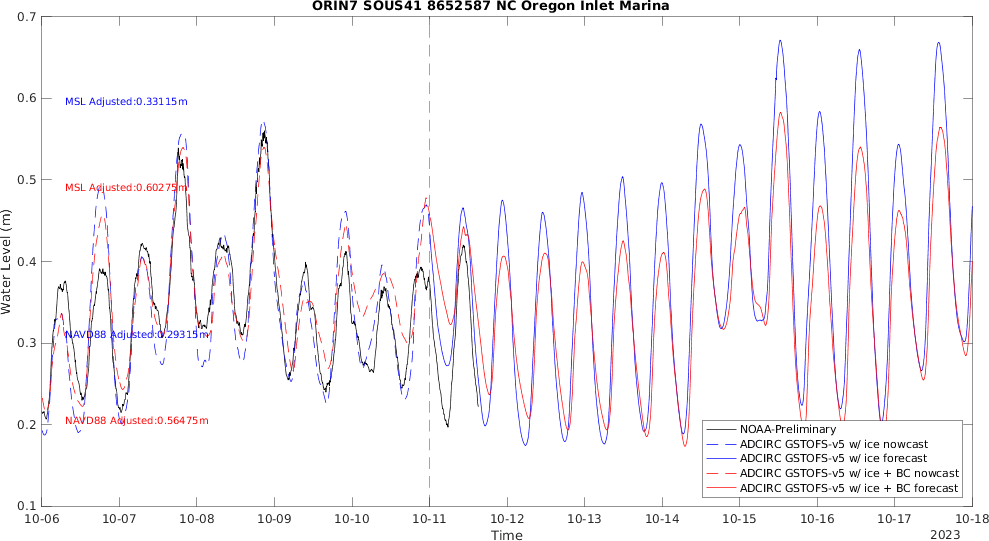 ORIN7 SOUS41 8652587 NC Oregon Inlet Marina
0.7
0.6
0.5
0.4
0.3
0.2
0.1
Water Level (m)
MSL Adjusted:0.33115m
MSL Adjusted:0.60275m
NAVD88 Adjusted:0.29315m
NAVD88 Adjusted:0.56475m
NOAA-Preliminary
ADCIRC GSTOFS-v5 w/ ice nowcast
ADCIRC GSTOFS-v5 w/ ice forecast
ADCIRC GSTOFS-v5 w/ ice + BC nowcast
ADCIRC GSTOFS-v5 w/ ice + BC forecast
10-06 10-07 10-08 10-09 10-10 10-11 10-12 10-13 10-14 10-15 10-16 10-17 10-18
Time
2023